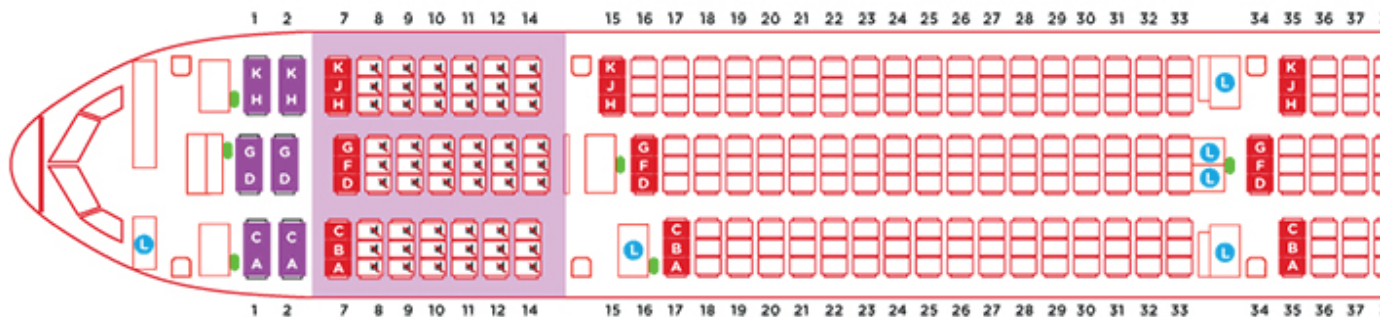 1 2 7 8 9 10 11 12 14 15 16 17 18 19 20 21 22 23 24 25 26 27 28 29 30 31 32 33 34 35 36 37
K K K K K
H H J J J
H H H
L
G G G G G
D D F F F
D D D
L
L
C C C C C
A A B B B
A A A
L L L
1 2 7 8 9 10 11 12 14 15 16 17 18 19 20 21 22 23 24 25 26 27 28 29 30 31 32 33 34 35 36 37